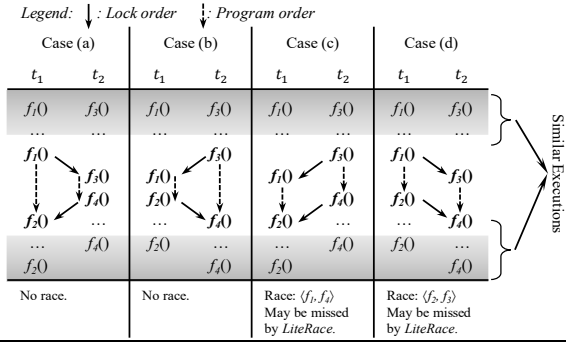 Legend: : Lock order : Program order
Case (a) Case (b) Case (c) Case (d)
t₁ t₂ t₁ t₂ t₁ t₂ t₁ t₂
f₁() f₃() f₁() f₃() f₁() f₃() f₁() f₃()
... ... ... ... ... ... ... ...
f₁() f₃() f₃() f₁()
f₃() f₁() f₁() f₃()
f₄() f₂() f₄() f₂()
f₂() ... ... f₄() f₂() ... ... f₄()
... f₄() f₂() ... ... f₄() f₂() ...
f₂() f₄() f₂() f₄()
No race. No race. Race: ⟨f₁, f₄⟩ Race: ⟨f₂, f₃⟩
May be missed May be missed
by LiteRace. by LiteRace.
Similar Executions